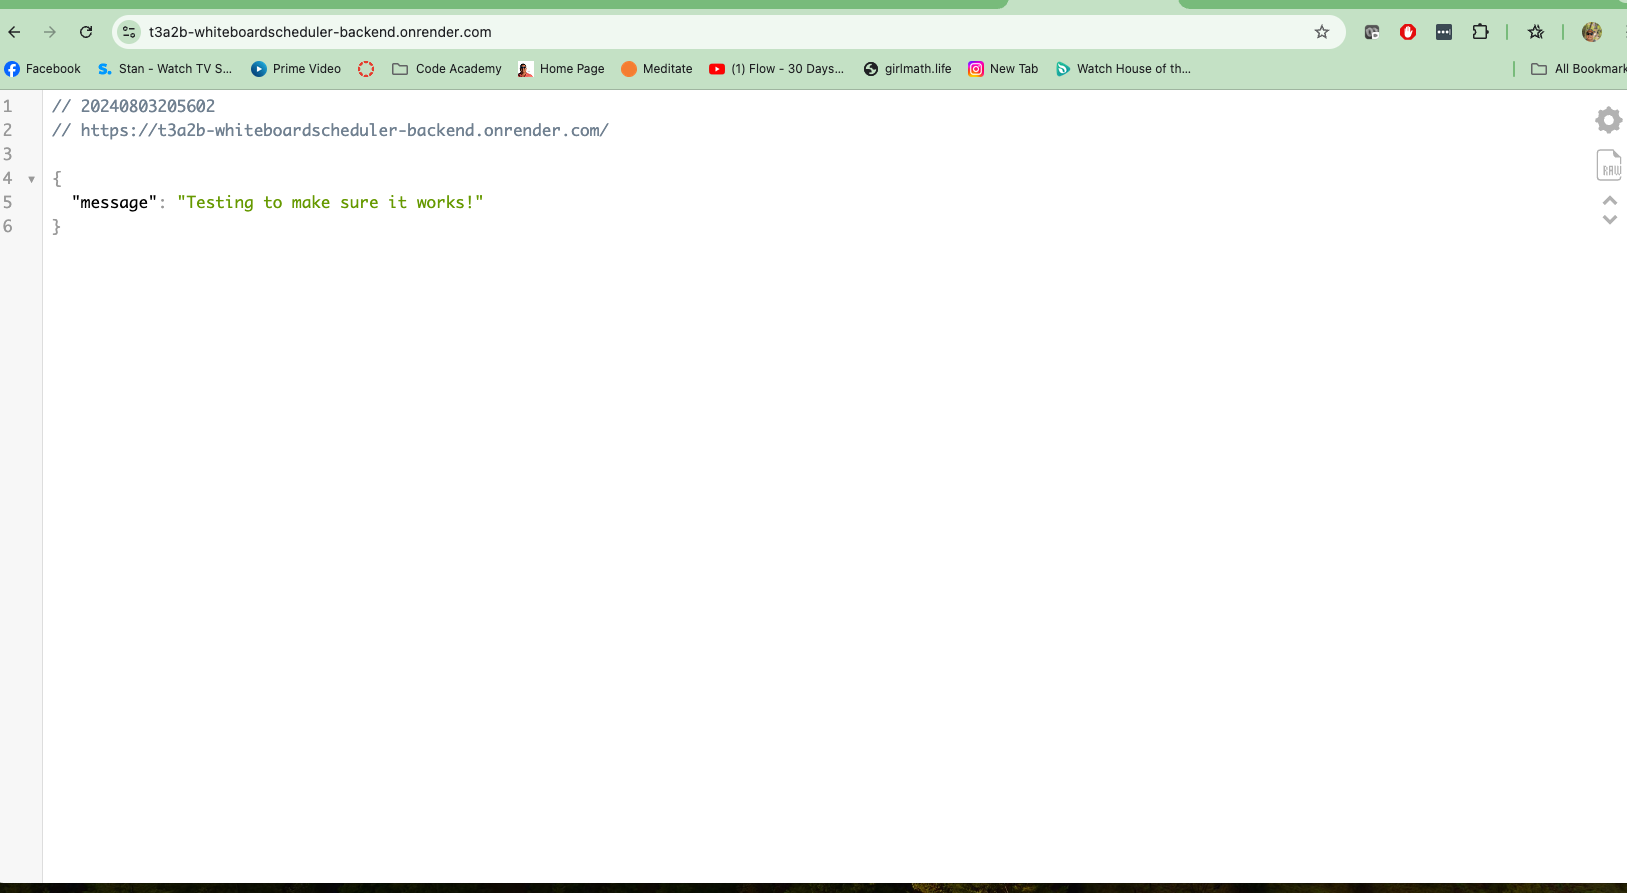 t3a2b-whiteboardscheduler-backend.onrender.com
Facebook S. Stan - Watch TV S... Prime Video Code Academy Home Page Meditate (1) Flow - 30 Days... girlmath.life New Tab Watch House of th... All Bookmark
1 // 20240803205602
2 // https://t3a2b-whiteboardscheduler-backend.onrender.com/
3
4 {
5 "message": "Testing to make sure it works!"
6 }
RAW